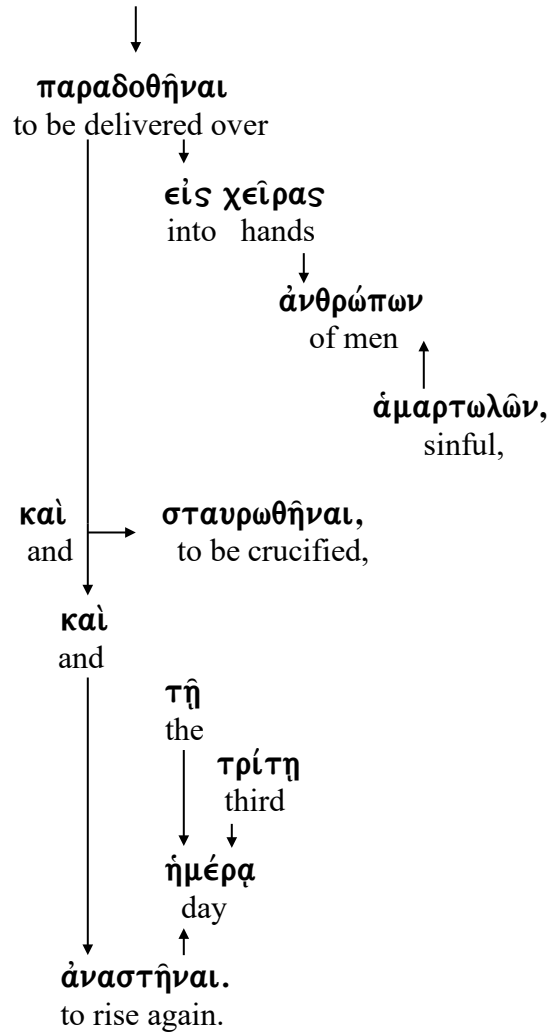 παραδοθῆναι
to be delivered over
εἰς χεῖρας
into hands
ἀνθρώπων
of men
ἁμαρτωλῶν,
sinful,
καὶ σταυρωθῆναι,
and to be crucified,
καὶ
and
τῇ
the
τρίτῃ
third
ἡμέρᾳ
day
ἀναστῆναι.
to rise again.